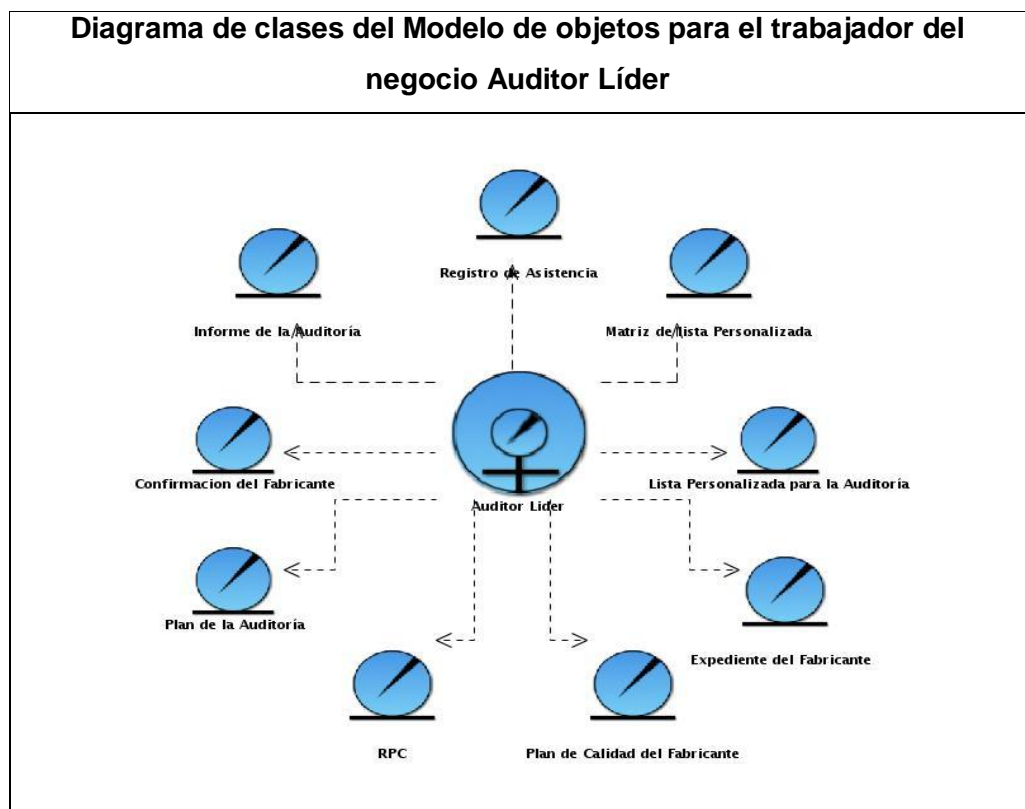 Diagrama de clases del Modelo de objetos para el trabajador del
negocio Auditor Líder
Registro de Asistencia
Informe de la Auditoría
Matriz de lista Personalizada
Confirmacion del Fabricante
Lista Personalizada para la Auditoría
Auditor Lider
Plan de la Auditoría
Expediente del Fabricante
RPC
Plan de Calidad del Fabricante